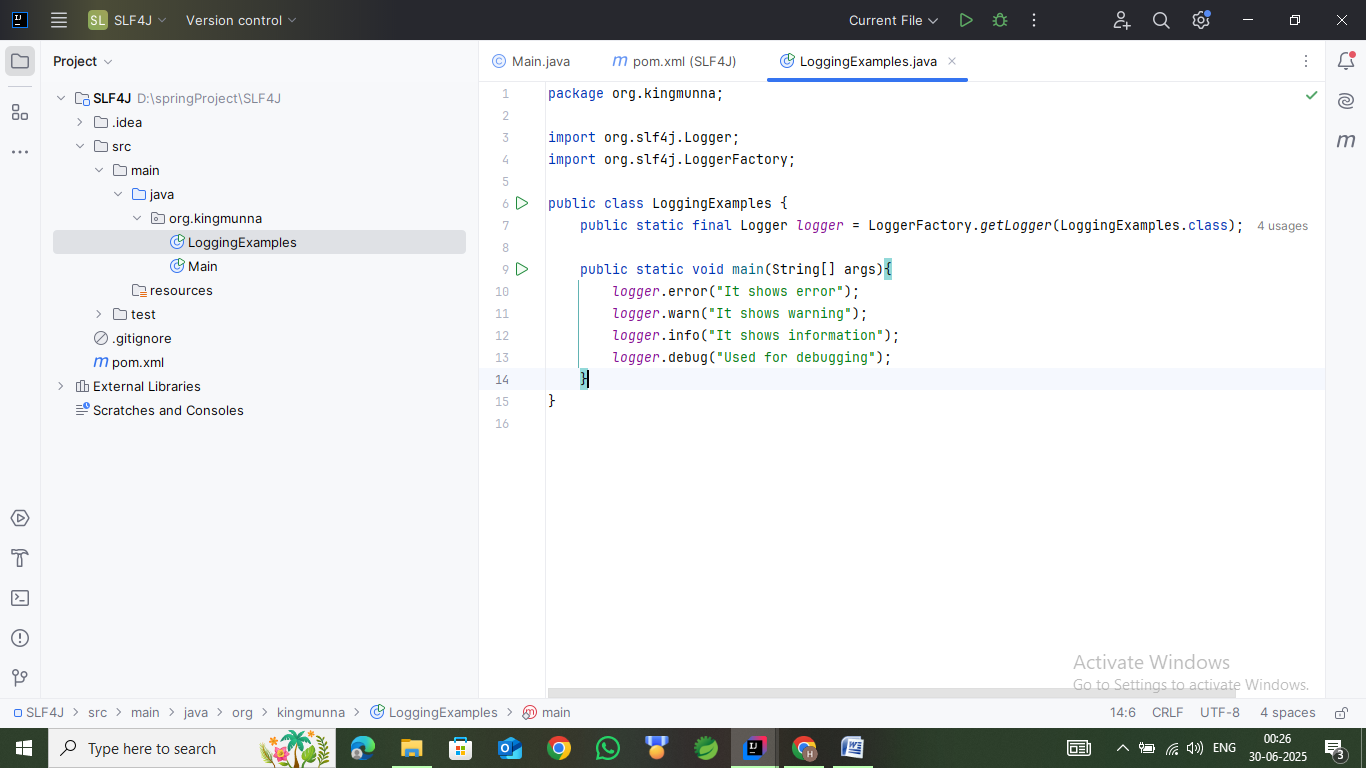 SL SLF4J Version control Current File
Project
Main.java pom.xml (SLF4J) LoggingExamples.java
SLF4J D:\springProject\SLF4J
.idea
src
main
java
org.kingmunna
LoggingExamples
Main
resources
test
.gitignore
m pom.xml
External Libraries
Scratches and Consoles
1 package org.kingmunna;
2
3 import org.slf4j.Logger;
4 import org.slf4j.LoggerFactory;
5
6 public class LoggingExamples {
7 public static final Logger logger = LoggerFactory.getLogger(LoggingExamples.class); 4 usages
8
9 public static void main(String[] args){
10 logger.error("It shows error");
11 logger.warn("It shows warning");
12 logger.info("It shows information");
13 logger.debug("Used for debugging");
14 }
15 }
16
Activate Windows
Go to Settings to activate Windows.
SLF4J > src > main > java > org > kingmunna > LoggingExamples > main 14:6 CRLF UTF-8 4 spaces
Type here to search ENG 00:26
30-06-2025 3